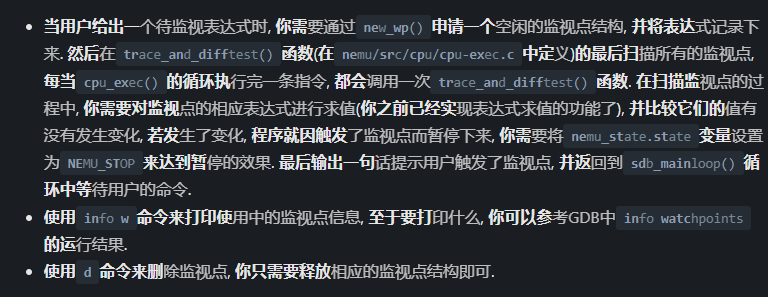 • 当用户给出一个待监视表达式时, 你需要通过 new_wp() 申请一个空闲的监视点结构, 并将表达式记录下
来. 然后在 trace_and_difftest() 函数(在 nemu/src/cpu/cpu-exec.c 中定义)的最后扫描所有的监视点,
每当 cpu_exec() 的循环执行完一条指令, 都会调用一次 trace_and_difftest() 函数. 在扫描监视点的过
程中, 你需要对监视点的相应表达式进行求值(你之前已经实现表达式求值的功能了), 并比较它们的值有
没有发生变化, 若发生了变化, 程序就因触发了监视点而暂停下来, 你需要将 nemu_state.state 变量设置
为 NEMU_STOP 来达到暂停的效果. 最后输出一句话提示用户触发了监视点, 并返回到 sdb_mainloop() 循
环中等待用户的命令.
• 使用 info w 命令来打印使用中的监视点信息, 至于要打印什么, 你可以参考GDB中 info watchpoints
的运行结果.
• 使用 d 命令来删除监视点, 你只需要释放相应的监视点结构即可.